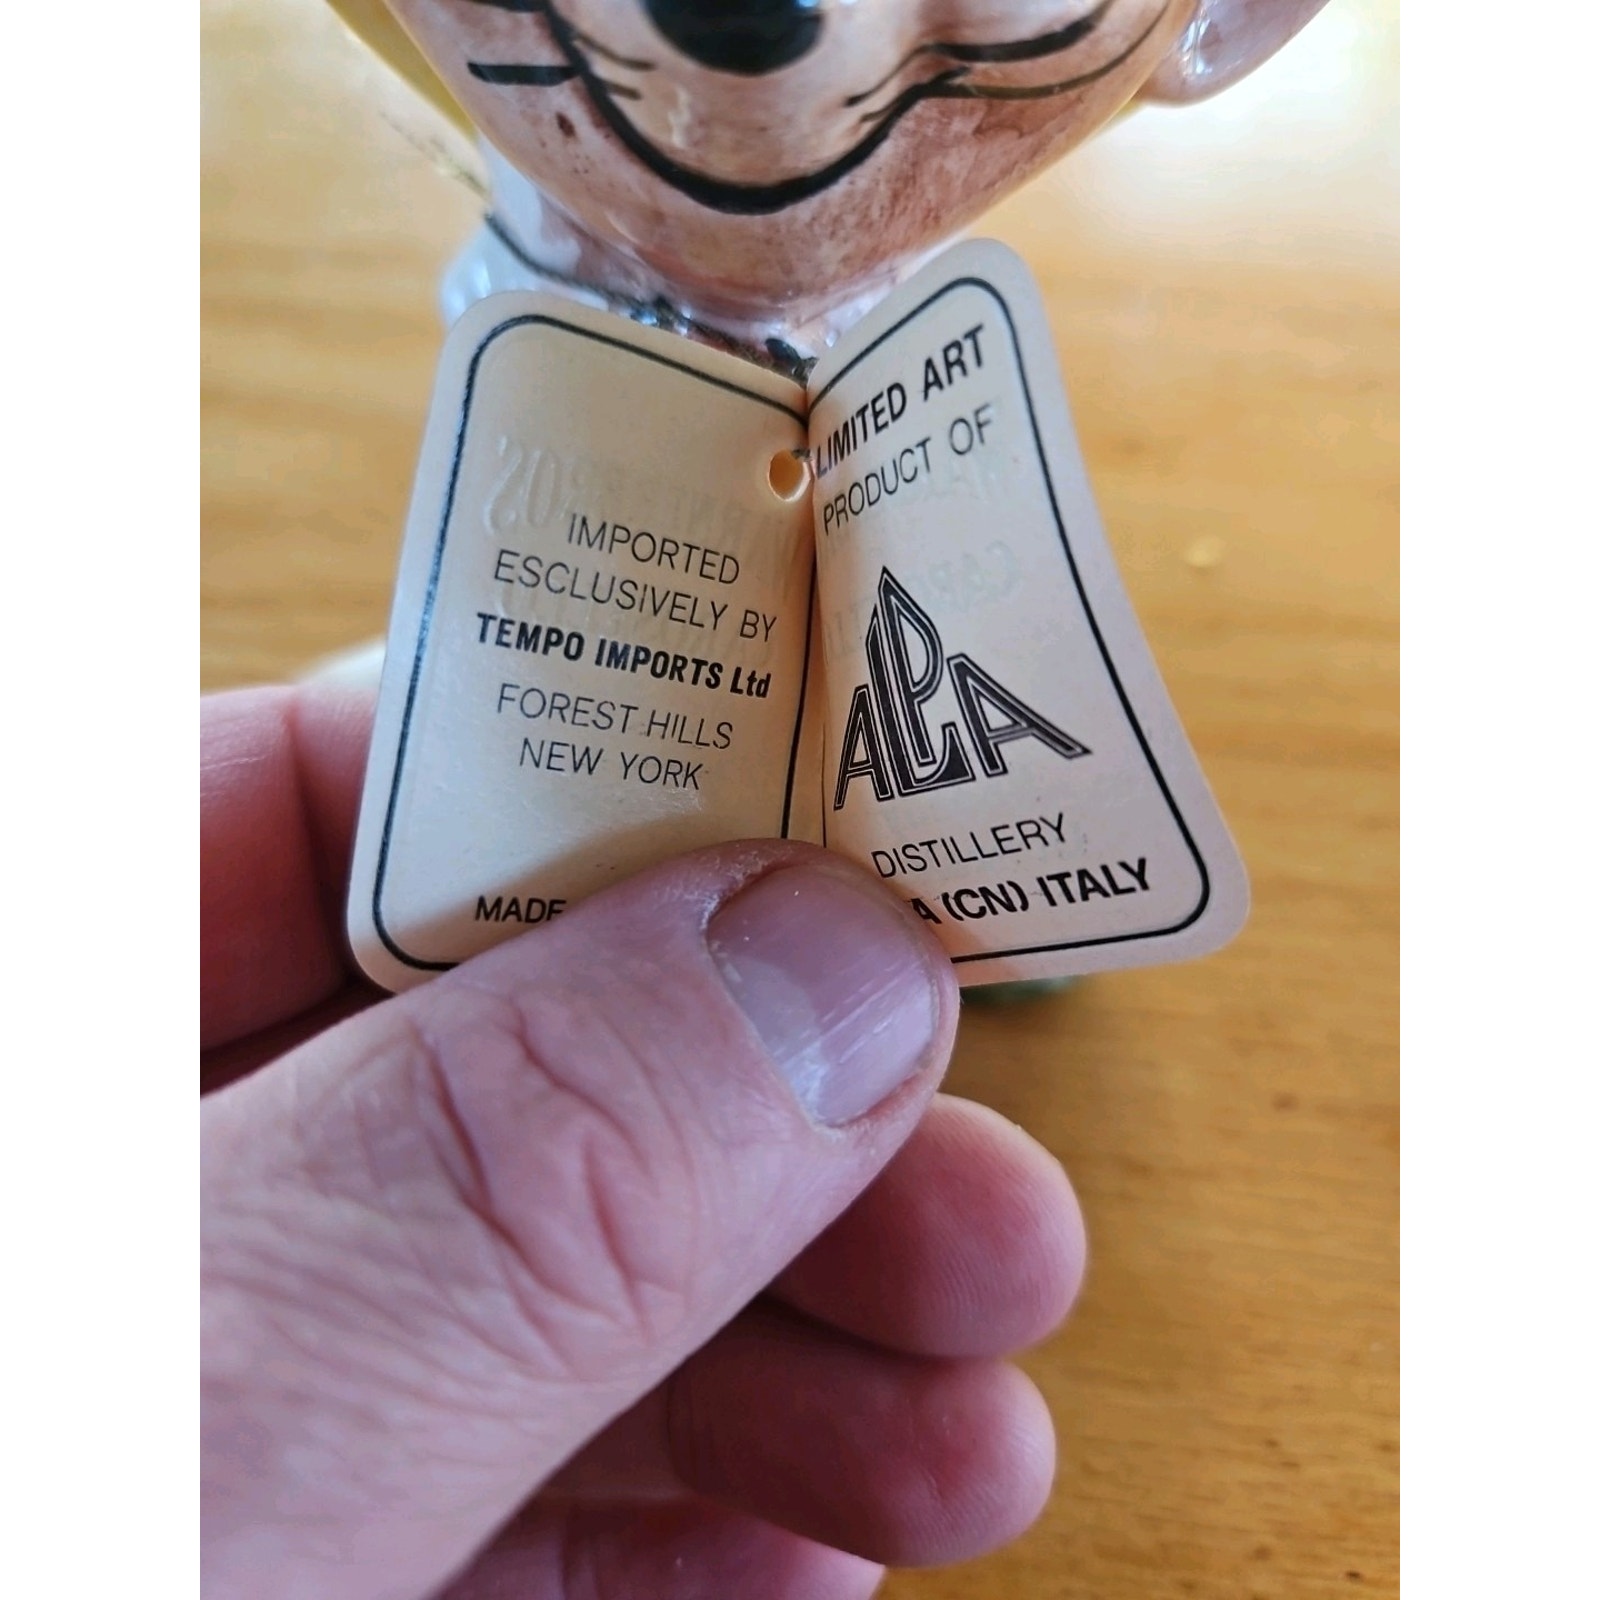 IMPORTED
ESCLUSIVELY BY
TEMPO IMPORTS Ltd
FOREST HILLS
NEW YORK
MADE
LIMITED ART
PRODUCT OF
ALPA
DISTILLERY
A (CN) ITALY